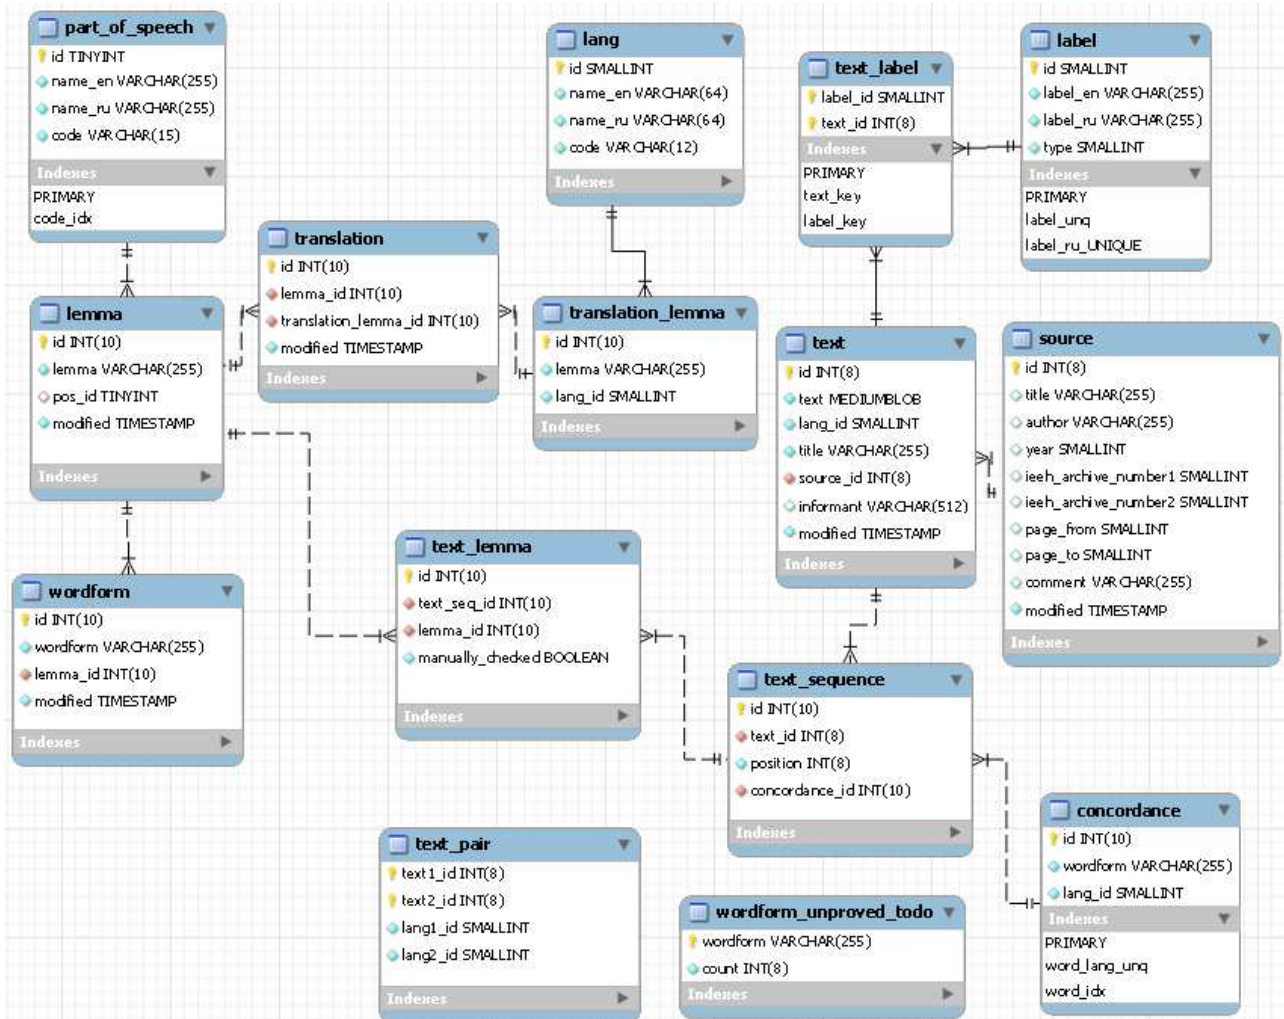 part_of_speech
id TINYINT
name_en VARCHAR(255)
name_ru VARCHAR(255)
code VARCHAR(15)
Indexes
PRIMARY
code_idx
lang
id SMALLINT
name_en VARCHAR(64)
name_ru VARCHAR(64)
code VARCHAR(12)
Indexes
text_label
label_id SMALLINT
text_id INT(8)
Indexes
PRIMARY
text_key
label_key
label
id SMALLINT
label_en VARCHAR(255)
label_ru VARCHAR(255)
type SMALLINT
Indexes
PRIMARY
label_unq
label_ru_UNIQUE
translation
id INT(10)
lemma_id INT(10)
translation_lemma_id INT(10)
modified TIMESTAMP
Indexes
lemma
id INT(10)
lemma VARCHAR(255)
pos_id TINYINT
modified TIMESTAMP
Indexes
translation_lemma
id INT(10)
lemma VARCHAR(255)
lang_id SMALLINT
Indexes
text
id INT(8)
text MEDIUMBLOB
lang_id SMALLINT
title VARCHAR(255)
source_id INT(8)
informant VARCHAR(512)
modified TIMESTAMP
Indexes
source
id INT(8)
title VARCHAR(255)
author VARCHAR(255)
year SMALLINT
ieeh_archive_number1 SMALLINT
ieeh_archive_number2 SMALLINT
page_from SMALLINT
page_to SMALLINT
comment VARCHAR(255)
modified TIMESTAMP
Indexes
wordform
id INT(10)
wordform VARCHAR(255)
lemma_id INT(10)
modified TIMESTAMP
Indexes
text_lemma
id INT(10)
text_seq_id INT(10)
lemma_id INT(10)
manually_checked BOOLEAN
Indexes
text_sequence
id INT(10)
text_id INT(8)
position INT(8)
concordance_id INT(10)
Indexes
concordance
id INT(10)
wordform VARCHAR(255)
lang_id SMALLINT
Indexes
PRIMARY
word_lang_unq
word_idx
text_pair
text1_id INT(8)
text2_id INT(8)
lang1_id SMALLINT
lang2_id SMALLINT
Indexes
wordform_unproved_todo
wordform VARCHAR(255)
count INT(8)
Indexes